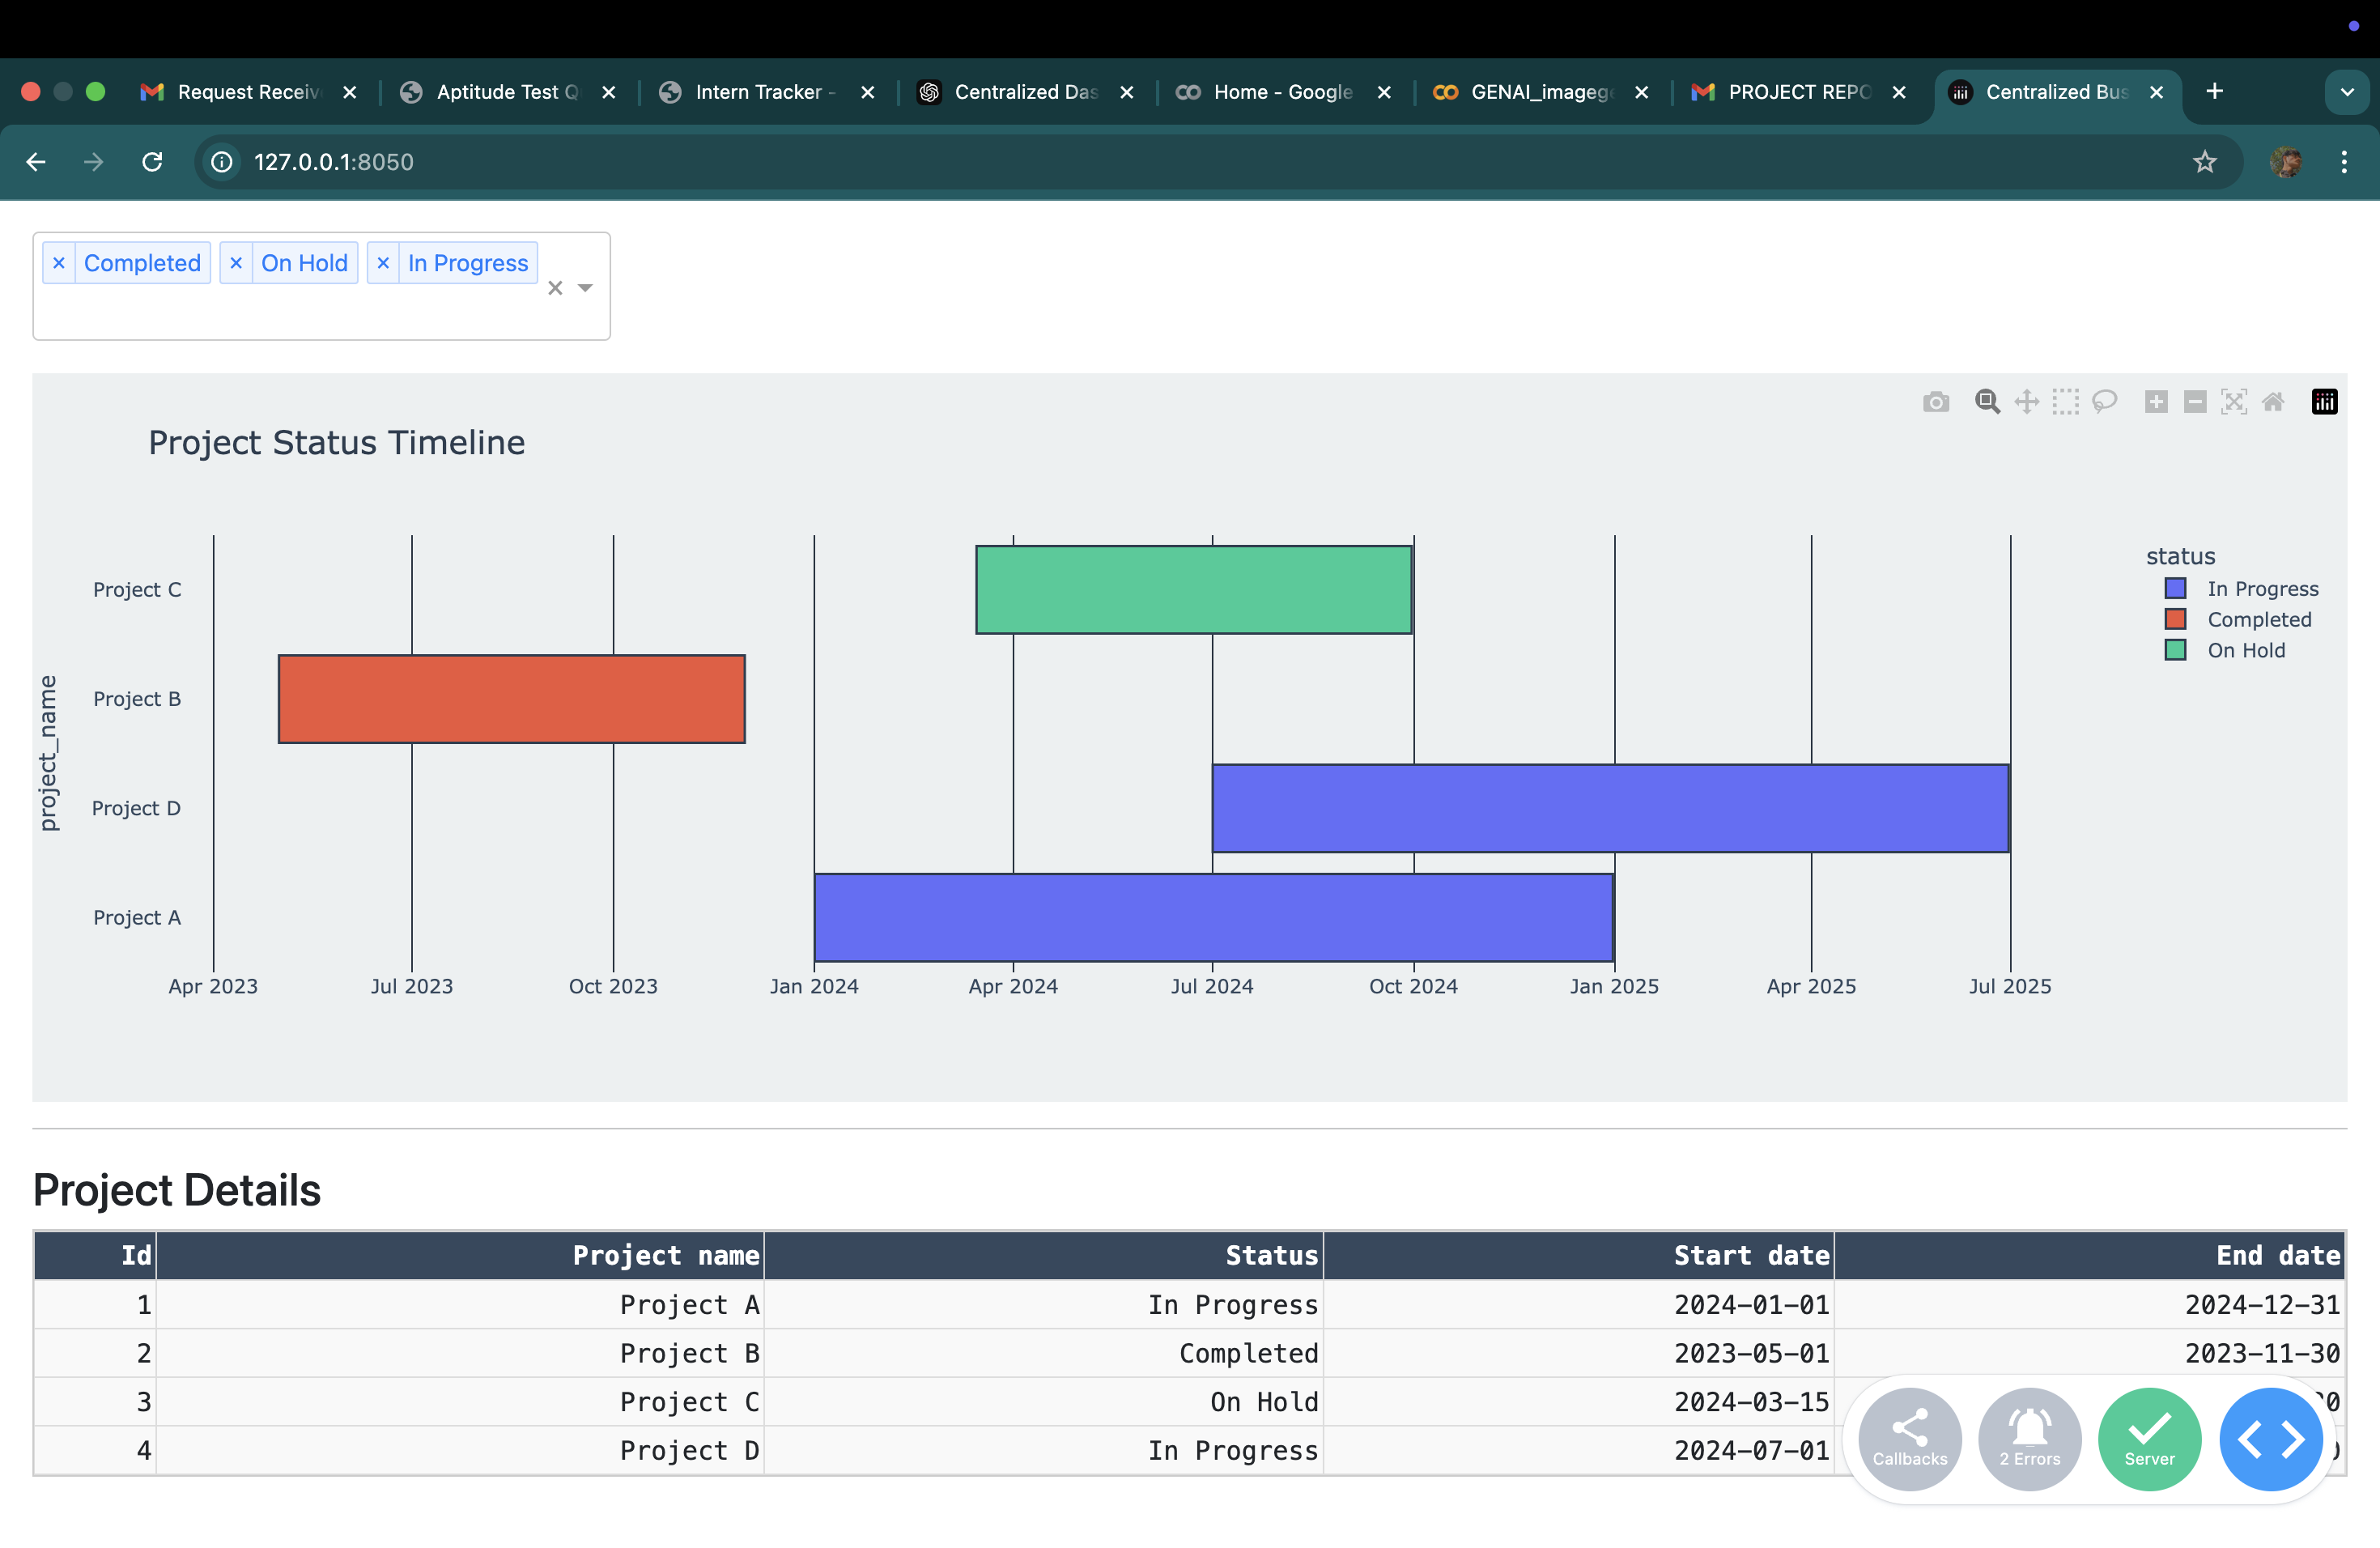 Request Receiv
Aptitude Test Q
Intern Tracker -
Centralized Das
Home - Google
GENAI_imagege
PROJECT REPO
Centralized Bus
127.0.0.1:8050
× Completed × On Hold × In Progress
Project Status Timeline
status
In Progress
Completed
On Hold
project_name
Project C
Project B
Project D
Project A
Apr 2023 Jul 2023 Oct 2023 Jan 2024 Apr 2024 Jul 2024 Oct 2024 Jan 2025 Apr 2025 Jul 2025
Project Details
Id Project name Status Start date End date
1 Project A In Progress 2024-01-01 2024-12-31
2 Project B Completed 2023-05-01 2023-11-30
3 Project C On Hold 2024-03-15
4 Project D In Progress 2024-07-01
Callbacks
2 Errors
Server